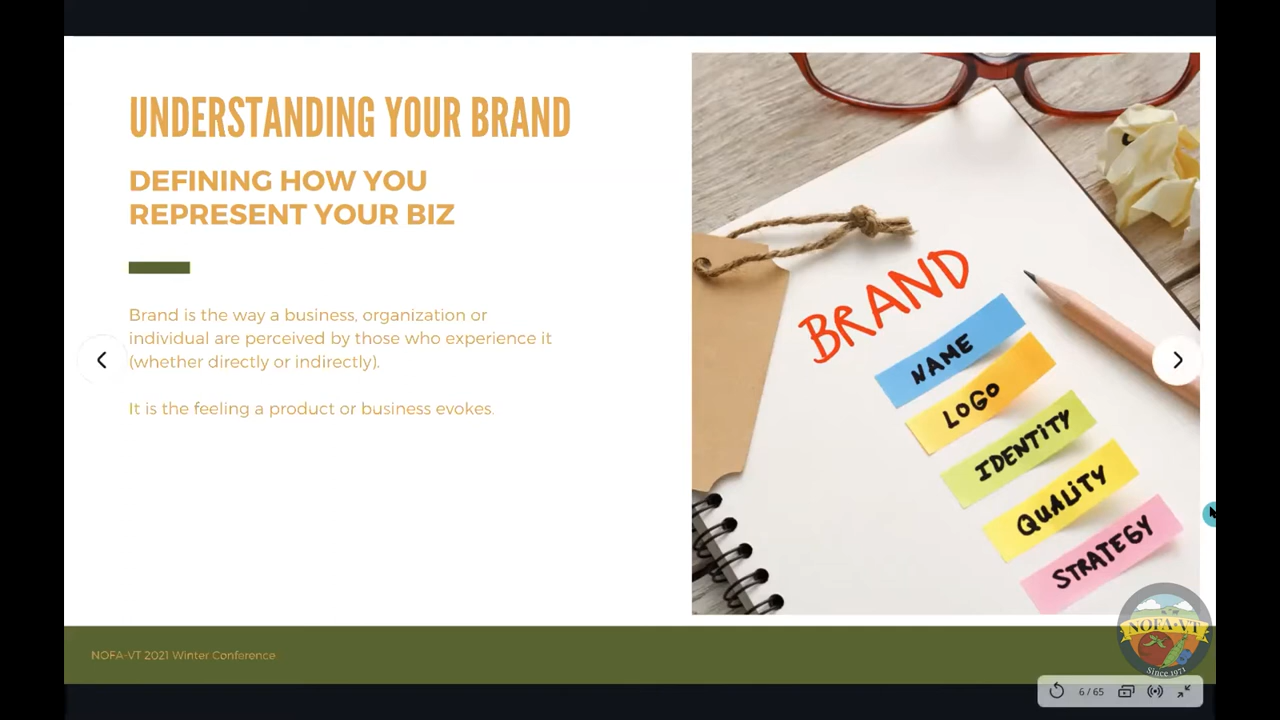 UNDERSTANDING YOUR BRAND
DEFINING HOW YOU
REPRESENT YOUR BIZ
Brand is the way a business, organization or
individual are perceived by those who experience it
(whether directly or indirectly).
It is the feeling a product or business evokes.
BRAND
NAME
LOGO
IDENTITY
QUALITY
STRATEGY
NOFA-VT 2021 Winter Conference
NOFA•VT
Since 1971
6 / 65